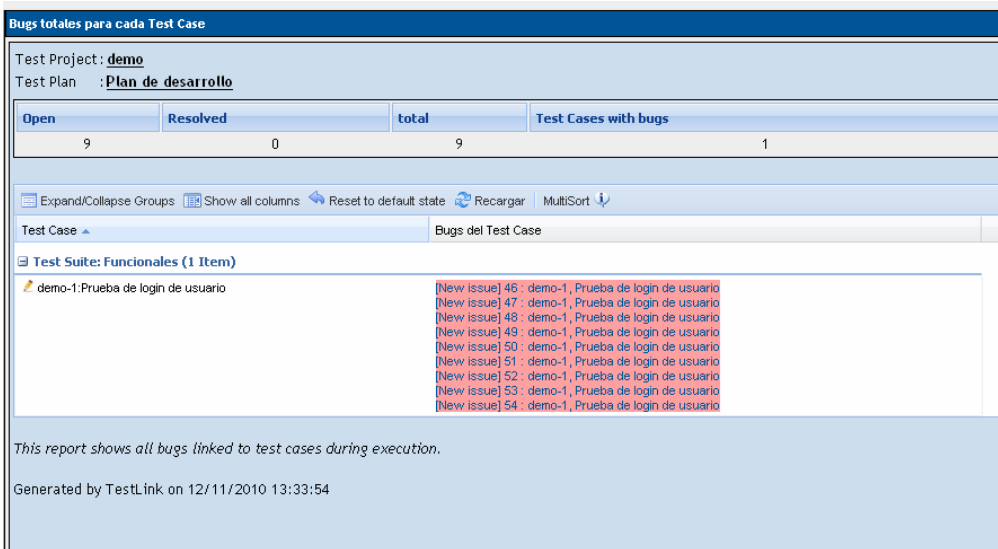 Bugs totales para cada Test Case
Test Project: demo
Test Plan : Plan de desarrollo
Open Resolved total Test Cases with bugs
9 0 9 1
Expand/Collapse Groups Show all columns Reset to default state Recargar MultiSort
Test Case Bugs del Test Case
Test Suite: Funcionales (1 Item)
demo-1:Prueba de login de usuario [New issue] 46 : demo-1, Prueba de login de usuario
[New issue] 47 : demo-1, Prueba de login de usuario
[New issue] 48 : demo-1, Prueba de login de usuario
[New issue] 49 : demo-1, Prueba de login de usuario
[New issue] 50 : demo-1, Prueba de login de usuario
[New issue] 51 : demo-1, Prueba de login de usuario
[New issue] 52 : demo-1, Prueba de login de usuario
[New issue] 53 : demo-1, Prueba de login de usuario
[New issue] 54 : demo-1, Prueba de login de usuario
This report shows all bugs linked to test cases during execution.
Generated by TestLink on 12/11/2010 13:33:54